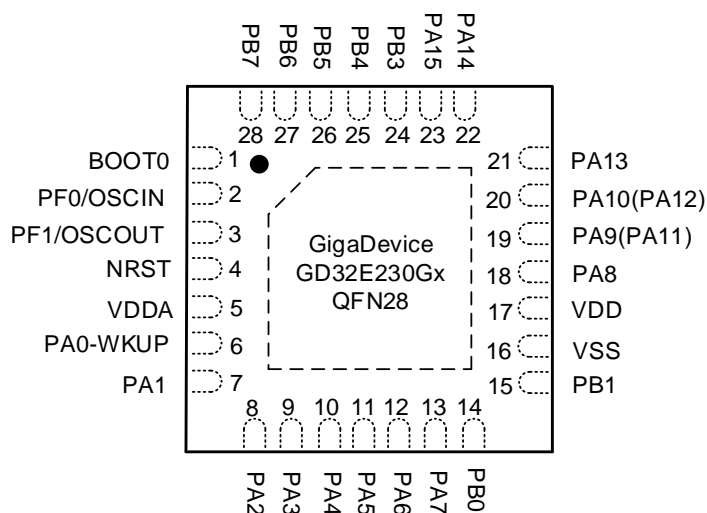 PB7 PB6 PB5 PB4 PB3 PA15 PA14
28 27 26 25 24 23 22
BOOT0 1
PF0/OSCIN 2
PF1/OSCOUT 3
NRST 4
VDDA 5
PA0-WKUP 6
PA1 7
GigaDevice
GD32E230Gx
QFN28
21 PA13
20 PA10(PA12)
19 PA9(PA11)
18 PA8
17 VDD
16 VSS
15 PB1
8 9 10 11 12 13 14
PA2 PA3 PA4 PA5 PA6 PA7 PB0